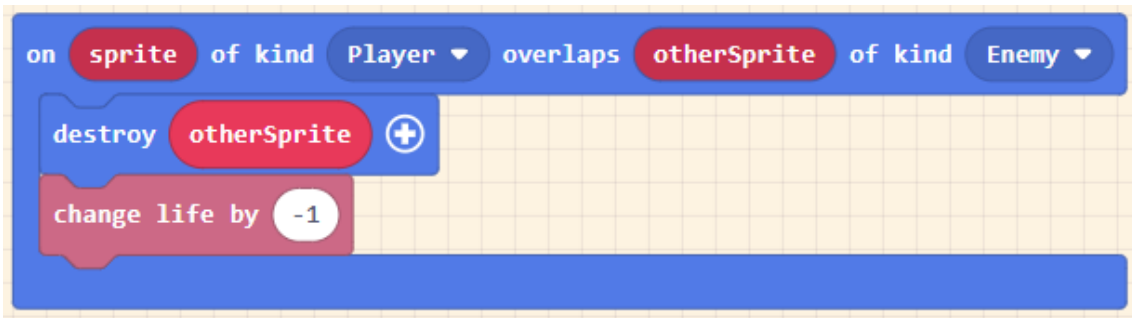 on sprite of kind Player overlaps otherSprite of kind Enemy
destroy otherSprite
change life by -1